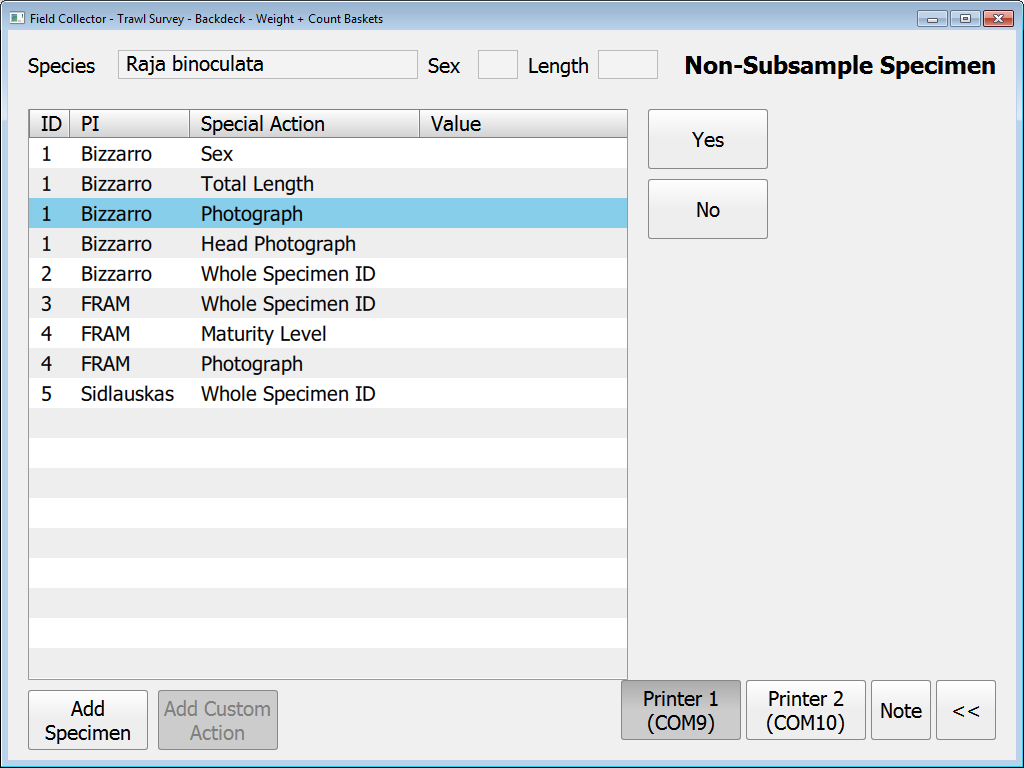 Field Collector - Trawl Survey - Backdeck - Weight + Count Baskets
Species Raja binoculata Sex Length Non-Subsample Specimen
ID PI Special Action Value
1 Bizzarro Sex
1 Bizzarro Total Length
1 Bizzarro Photograph
1 Bizzarro Head Photograph
2 Bizzarro Whole Specimen ID
3 FRAM Whole Specimen ID
4 FRAM Maturity Level
4 FRAM Photograph
5 Sidlauskas Whole Specimen ID
Yes
No
Add
Specimen
Add Custom
Action
Printer 1
(COM9)
Printer 2
(COM10)
Note
<<